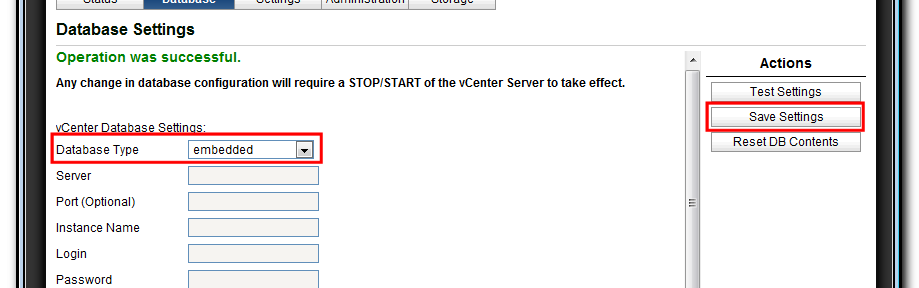 Status Database Settings Administration Storage
Database Settings
Operation was successful.
Any change in database configuration will require a STOP/START of the vCenter Server to take effect.
vCenter Database Settings:
Database Type embedded
Server
Port (Optional)
Instance Name
Login
Password
Actions
Test Settings
Save Settings
Reset DB Contents